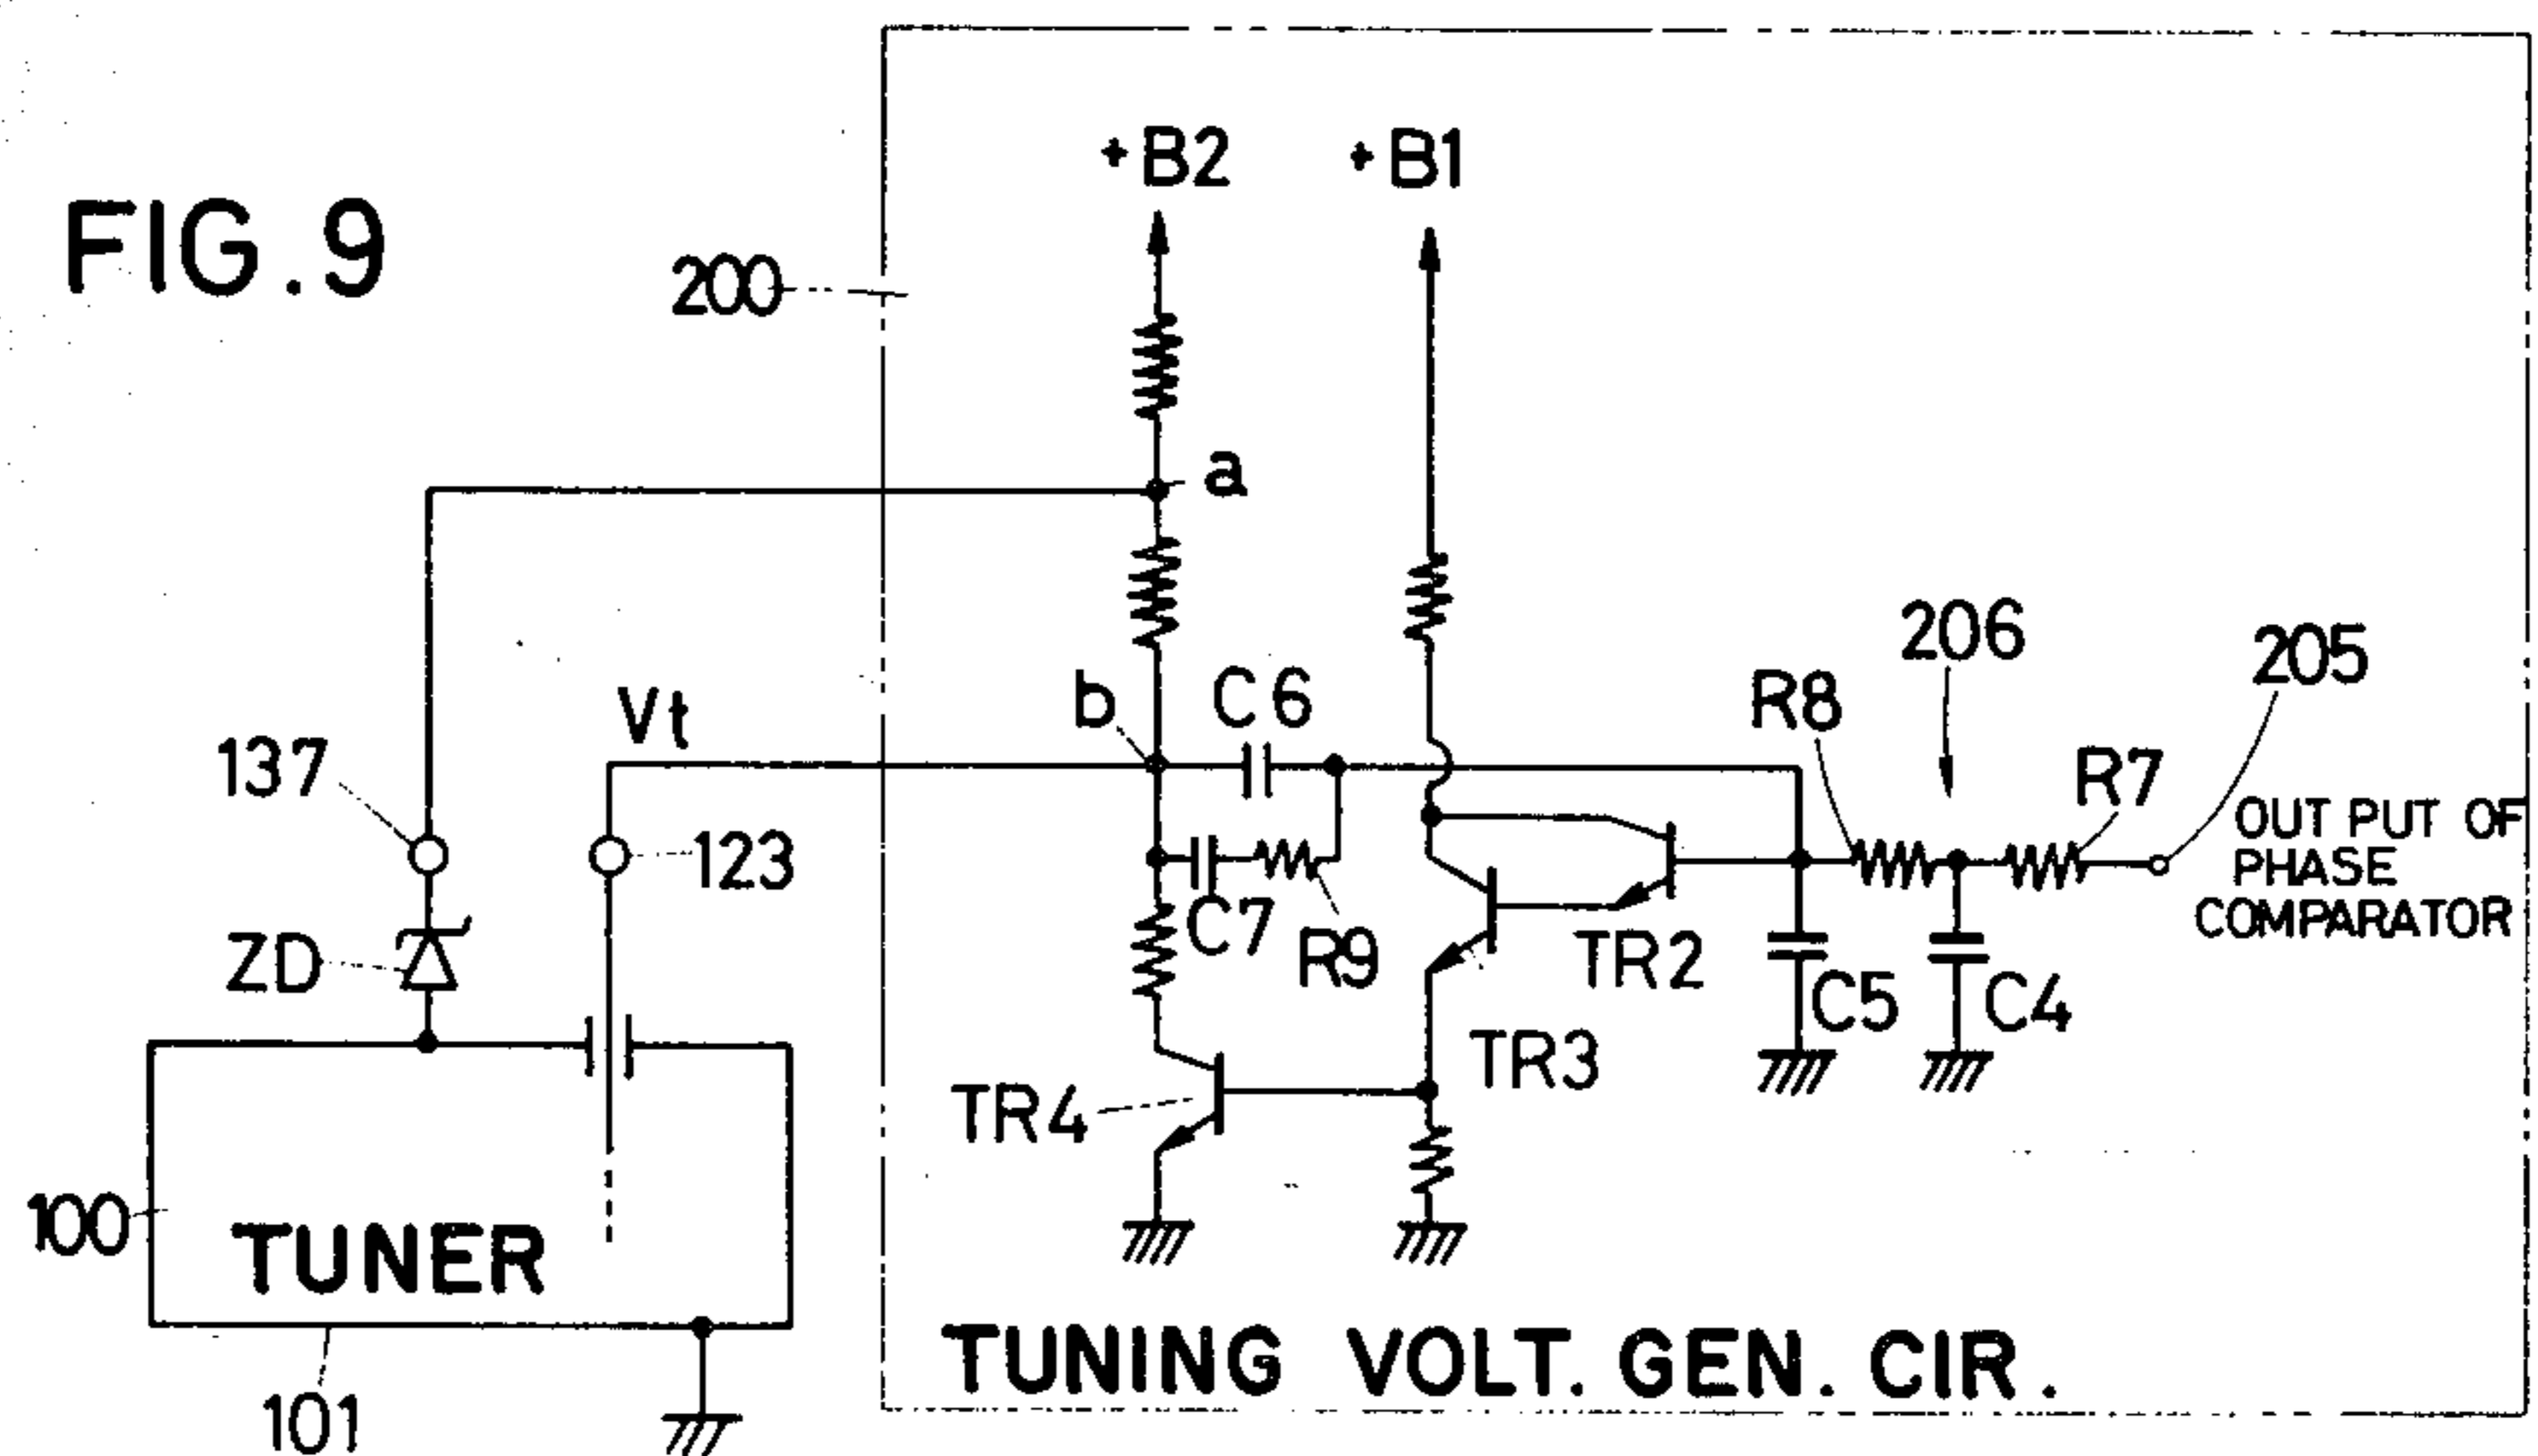 FIG.9
+B2
+B1
200
a
206
205
b
C6
R8
R7
Vt
137
123
OUT PUT OF
PHASE
COMPARATOR
C7
R9
TR2
ZD
C5
C4
TR3
TR4
100
TUNER
TUNING VOLT. GEN. CIR.
101